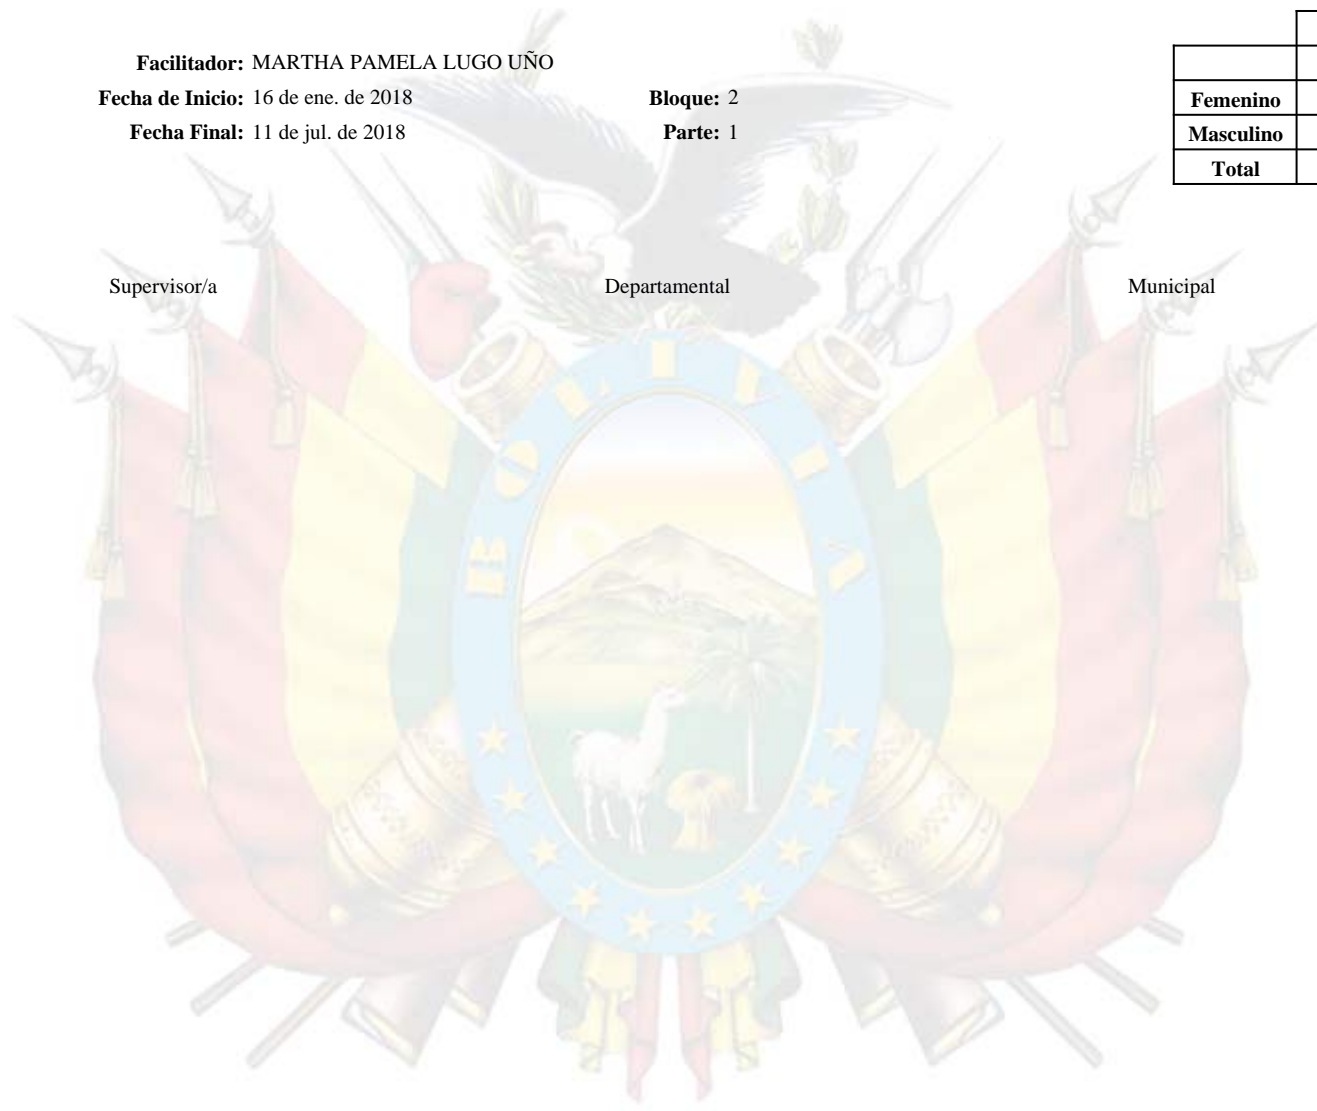 Facilitador: MARTHA PAMELA LUGO UÑO
Fecha de Inicio: 16 de ene. de 2018 Bloque: 2
Femenino
Fecha Final: 11 de jul. de 2018 Parte: 1
Masculino
Total
Supervisor/a Departamental Municipal
BOLIVIA